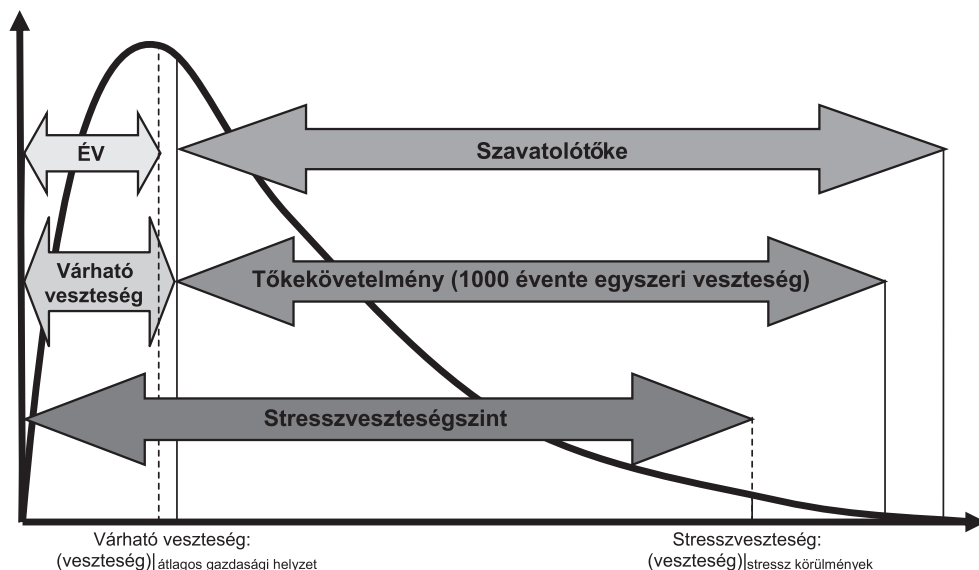 ÉV
Szavatolótőke
Várható
veszteség
Tőkekövetelmény (1000 évente egyszeri veszteség)
Stresszveszteségszint
Várható veszteség:
(veszteség)|átlagos gazdasági helyzet
Stresszveszteség:
(veszteség)|stressz körülmények